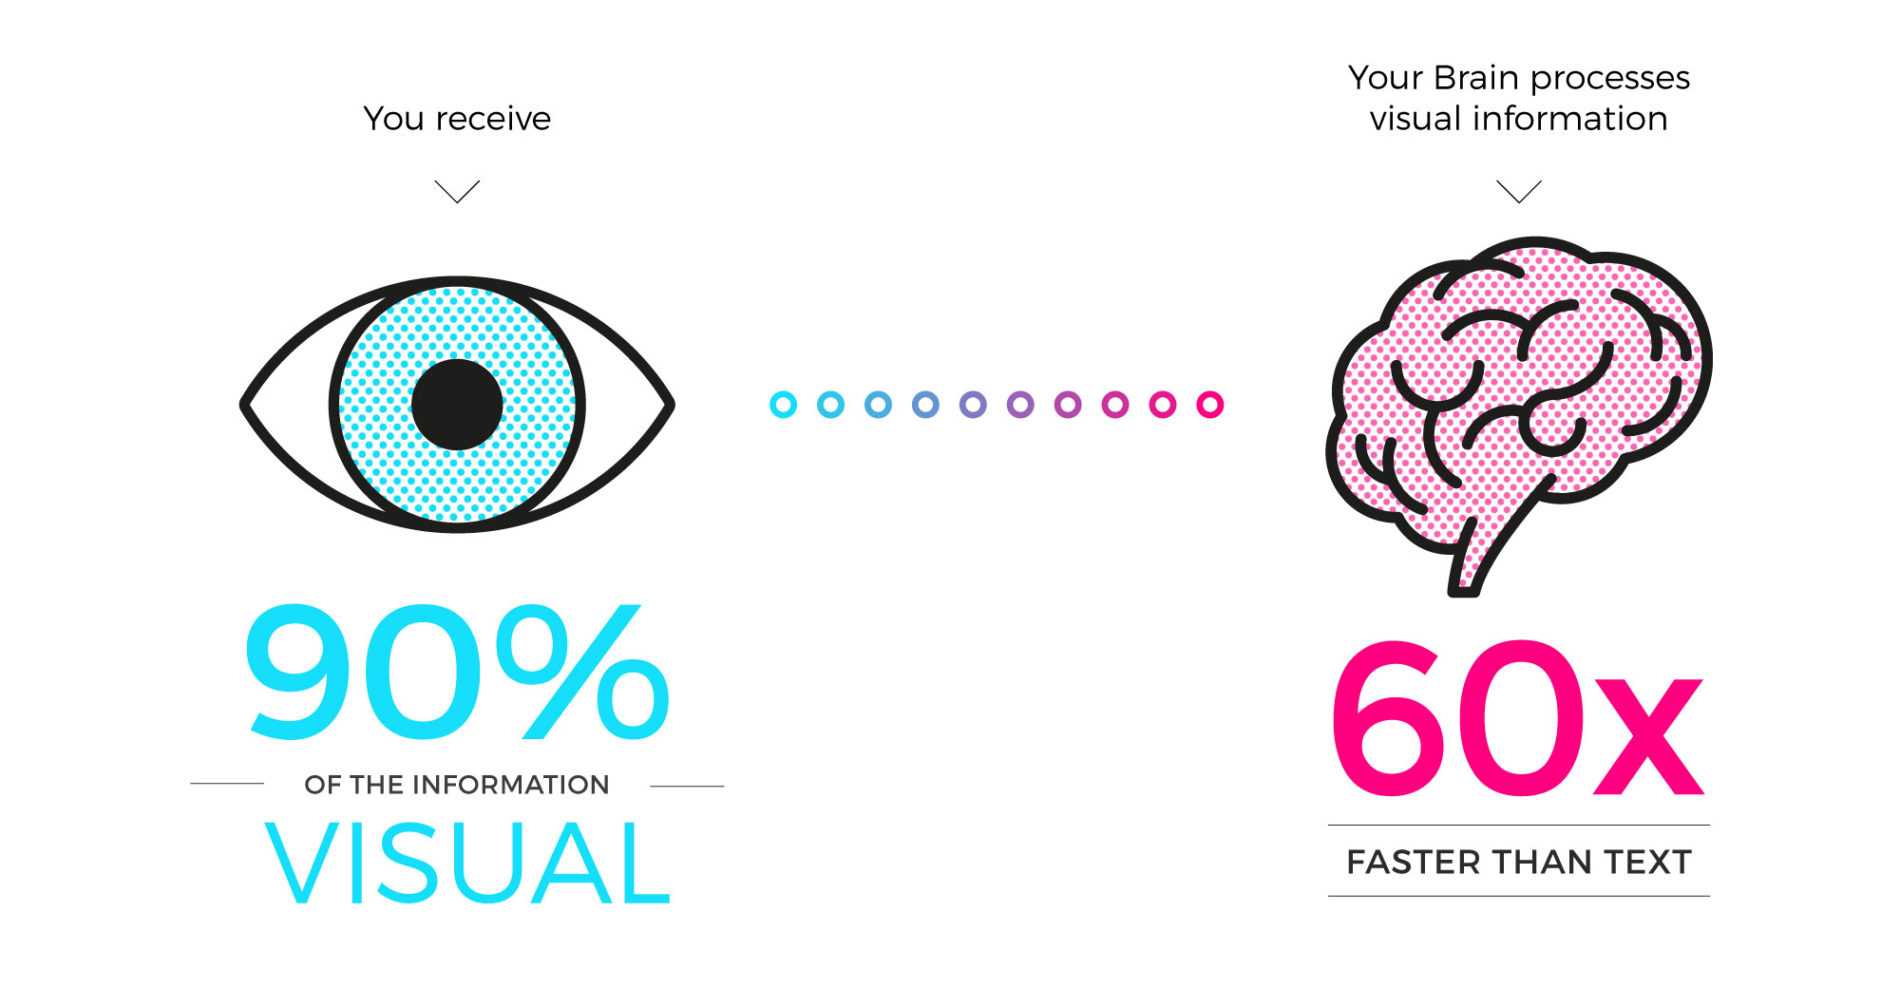 You receive
90%
OF THE INFORMATION
VISUAL
Your Brain processes
visual information
60x
FASTER THAN TEXT